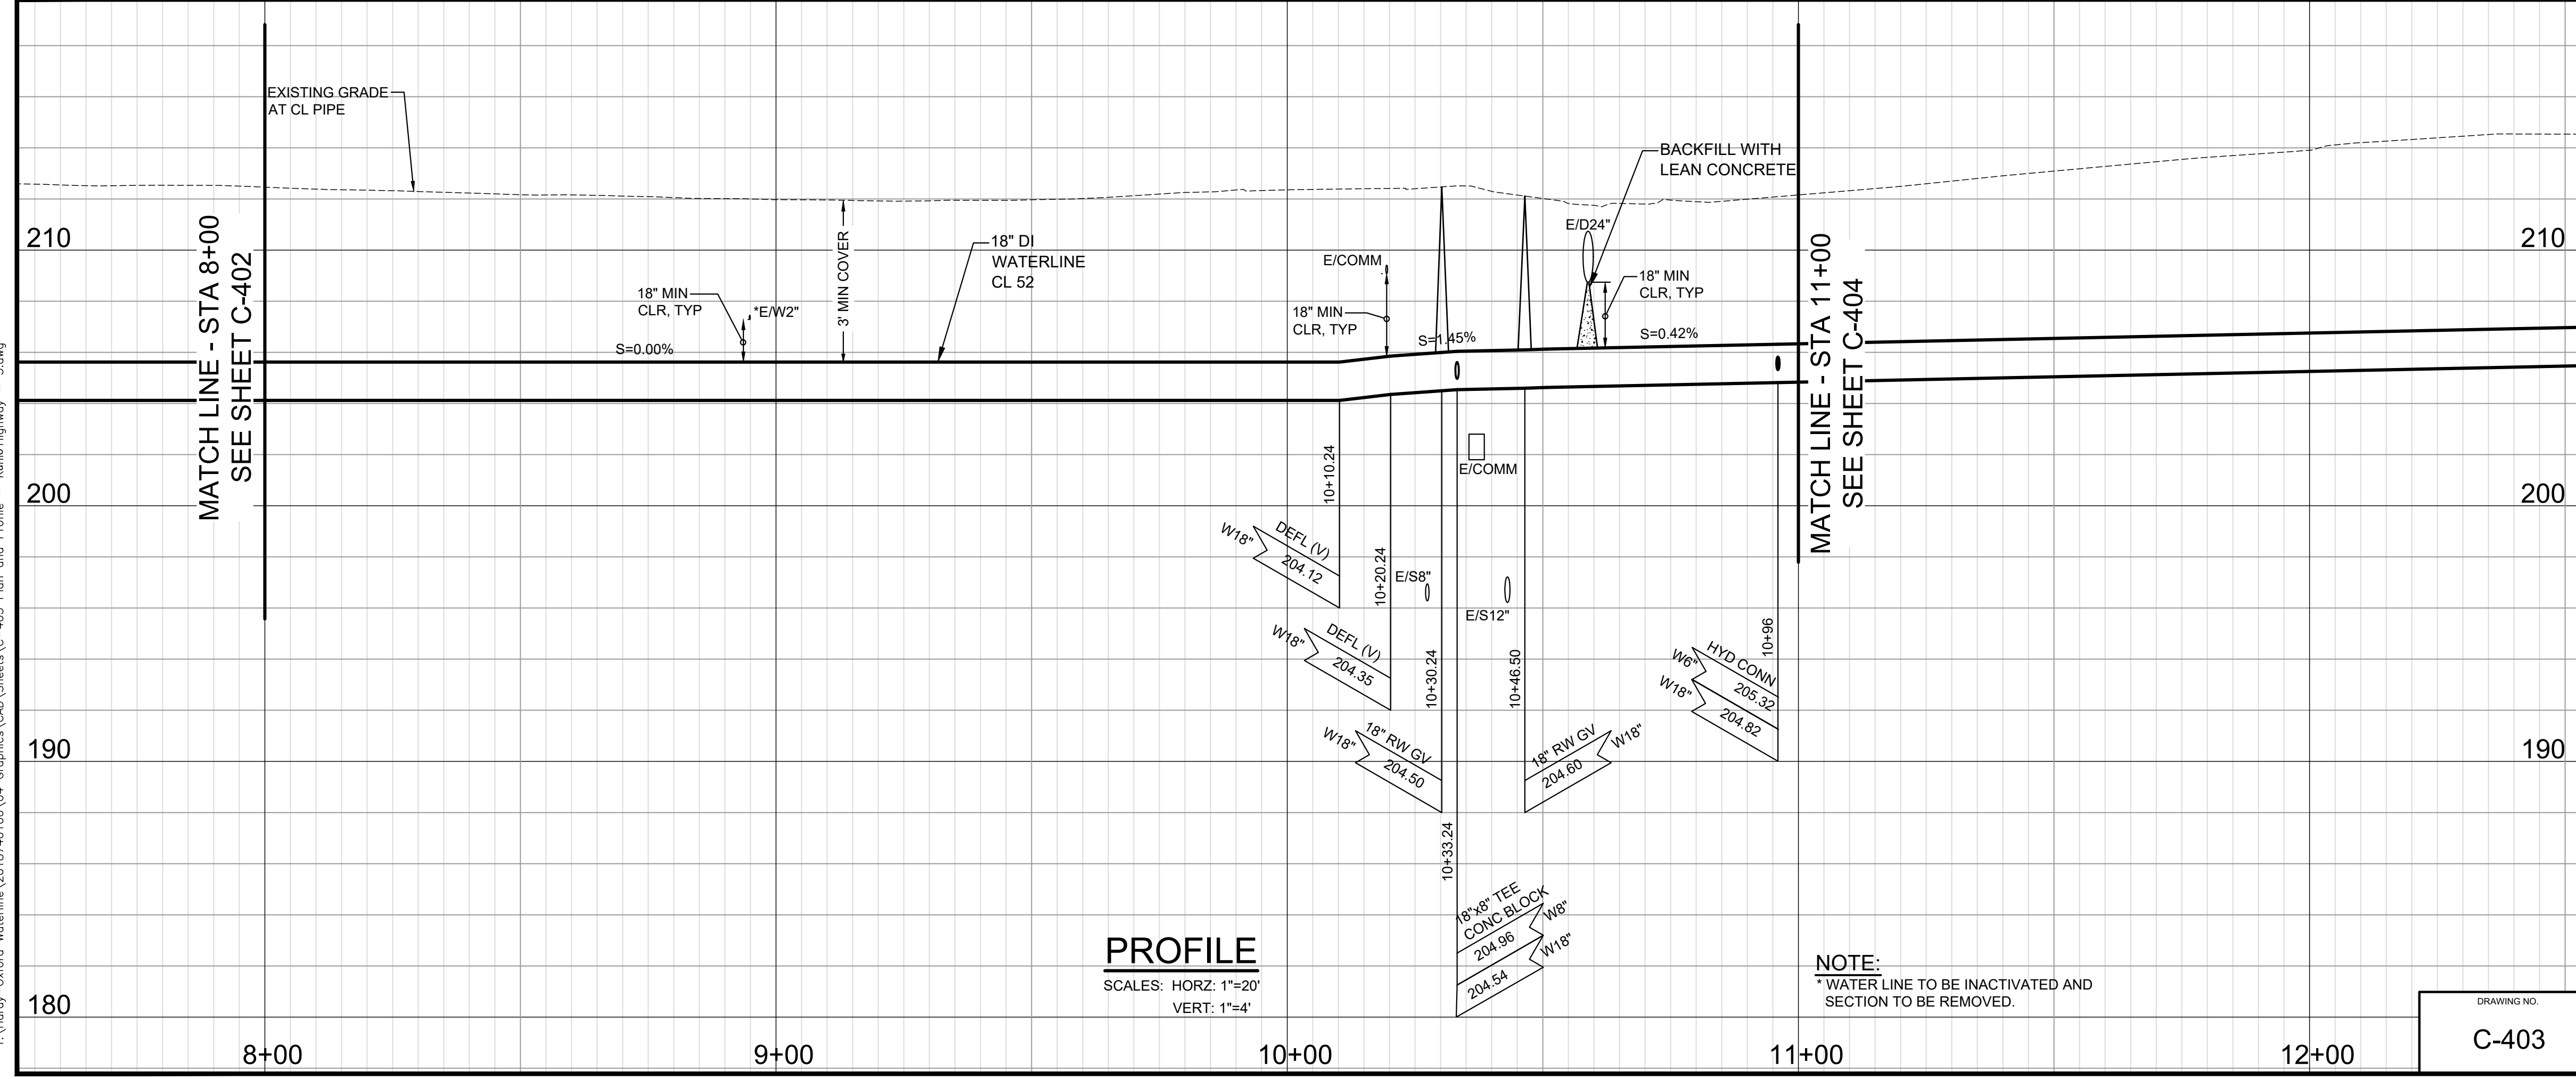 EXISTING GRADE
AT CL PIPE
210
MATCH LINE - STA 8+00
SEE SHEET C-402
18" MIN
CLR, TYP
*E/W2"
S=0.00%
3' MIN COVER
18" DI
WATERLINE
CL 52
E/COMM
18" MIN
CLR, TYP
S=1.45%
E/D24"
BACKFILL WITH
LEAN CONCRETE
18" MIN
CLR, TYP
S=0.42%
MATCH LINE - STA 11+00
SEE SHEET C-404
210
200
10+10.24
W18"
DEFL (V)
204.12
10+20.24
W18"
DEFL (V)
204.35
E/COMM
E/S8"
E/S12"
10+30.24
W18"
18" RW GV
204.50
10+46.50
18" RW GV
204.60
W18"
10+96
W6"
HYD CONN
205.32
W18"
204.82
200
190
190
10+33.24
18"x8" TEE
CONC BLOCK
W8"
204.96
W18"
204.54
180
PROFILE
SCALES: HORZ: 1"=20'
VERT: 1"=4'
NOTE:
* WATER LINE TO BE INACTIVATED AND
SECTION TO BE REMOVED.
8+00
9+00
10+00
11+00
12+00
DRAWING NO.
C-403